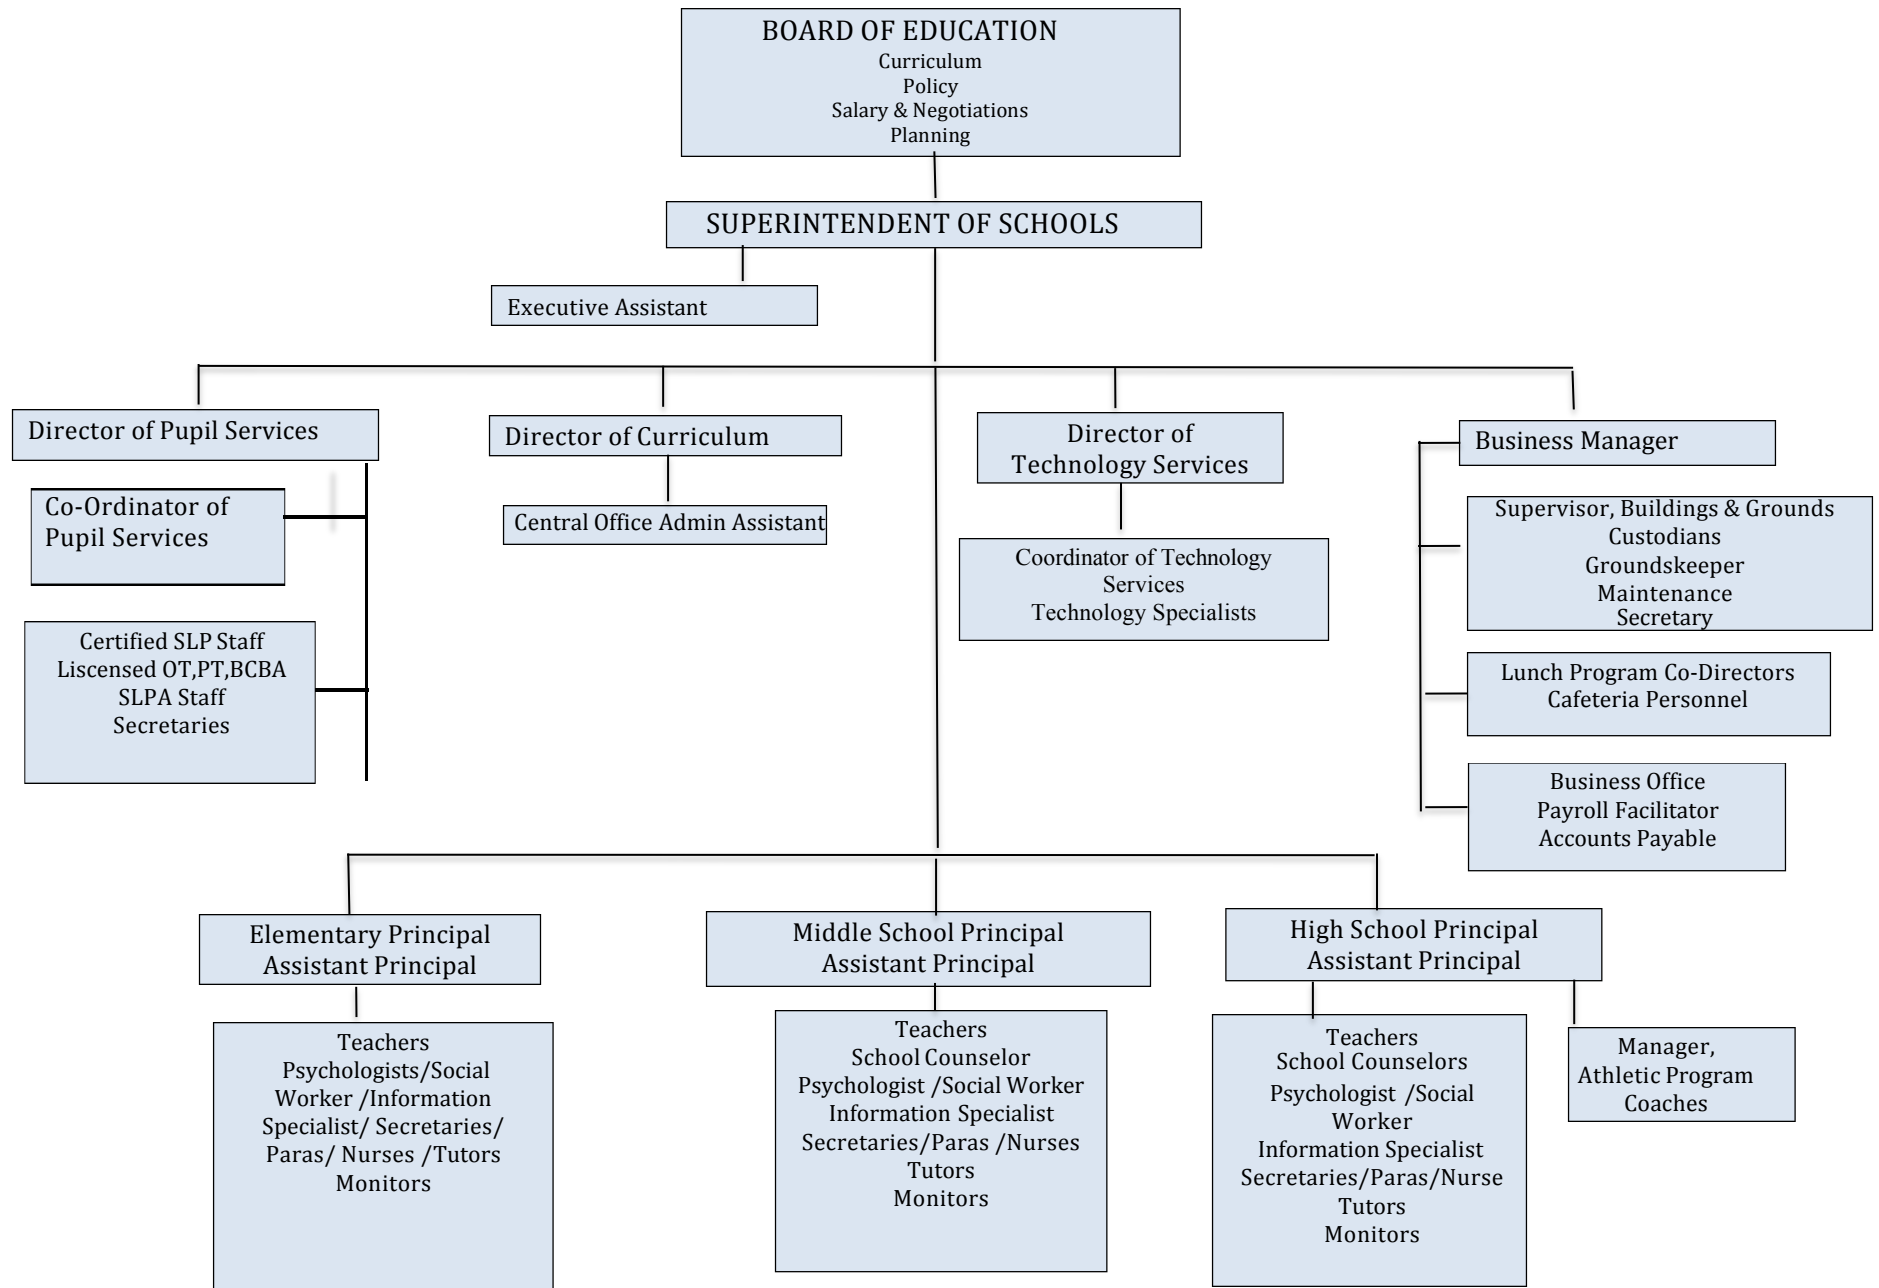 BOARD OF EDUCATION
Curriculum
Policy
Salary & Negotiations
Planning
SUPERINTENDENT OF SCHOOLS
Executive Assistant
Director of Pupil Services
Co-Ordinator of
Pupil Services
Certified SLP Staff
Liscensed OT,PT,BCBA
SLPA Staff
Secretaries
Director of Curriculum
Central Office Admin Assistant
Director of
Technology Services
Coordinator of Technology
Services
Technology Specialists
Business Manager
Supervisor, Buildings & Grounds
Custodians
Groundskeeper
Maintenance
Secretary
Lunch Program Co-Directors
Cafeteria Personnel
Business Office
Payroll Facilitator
Accounts Payable
Elementary Principal
Assistant Principal
Teachers
Psychologists/Social
Worker /Information
Specialist/ Secretaries/
Paras/ Nurses /Tutors
Monitors
Middle School Principal
Assistant Principal
Teachers
School Counselor
Psychologist /Social Worker
Information Specialist
Secretaries/Paras /Nurses
Tutors
Monitors
High School Principal
Assistant Principal
Teachers
School Counselors
Psychologist /Social
Worker
Information Specialist
Secretaries/Paras/Nurse
Tutors
Monitors
Manager,
Athletic Program
Coaches